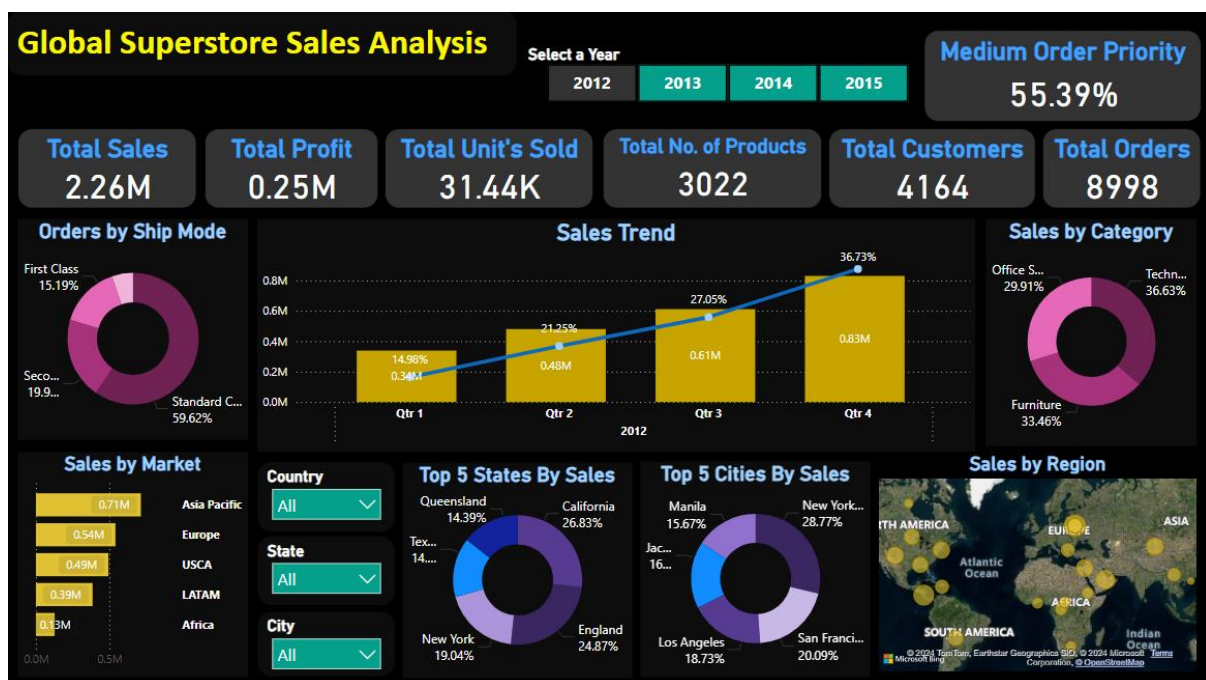 Global Superstore Sales Analysis
Select a Year
2012 2013 2014 2015
Medium Order Priority
55.39%
Total Sales
2.26M
Total Profit
0.25M
Total Unit's Sold
31.44K
Total No. of Products
3022
Total Customers
4164
Total Orders
8998
Orders by Ship Mode
First Class
15.19%
Seco...
19.9...
Standard C...
59.62%
Sales Trend
0.8M
0.6M
0.4M
0.2M
0.0M
14.98%
0.34M
21.25%
0.48M
27.05%
0.61M
36.73%
0.83M
Qtr 1 Qtr 2 Qtr 3 Qtr 4
2012
Sales by Category
Office S...
29.91%
Techn...
36.63%
Furniture
33.46%
Sales by Market
0.71M Asia Pacific
0.54M Europe
0.49M USCA
0.39M LATAM
0.13M Africa
0.0M 0.5M
Country
All
State
All
City
All
Top 5 States By Sales
Queensland
14.39%
California
26.83%
Tex...
14....
New York
19.04%
England
24.87%
Top 5 Cities By Sales
Manila
15.67%
New York...
28.77%
Jac...
16...
Los Angeles
18.73%
San Franci...
20.09%
Sales by Region
TH AMERICA
EUROPE
ASIA
Atlantic
Ocean
AFRICA
SOUTH AMERICA
Indian
Ocean
Microsoft Bing
© 2024 TomTom, Earthstar Geographics SIO, © 2024 Microsoft Terms
Corporation, © OpenStreetMap